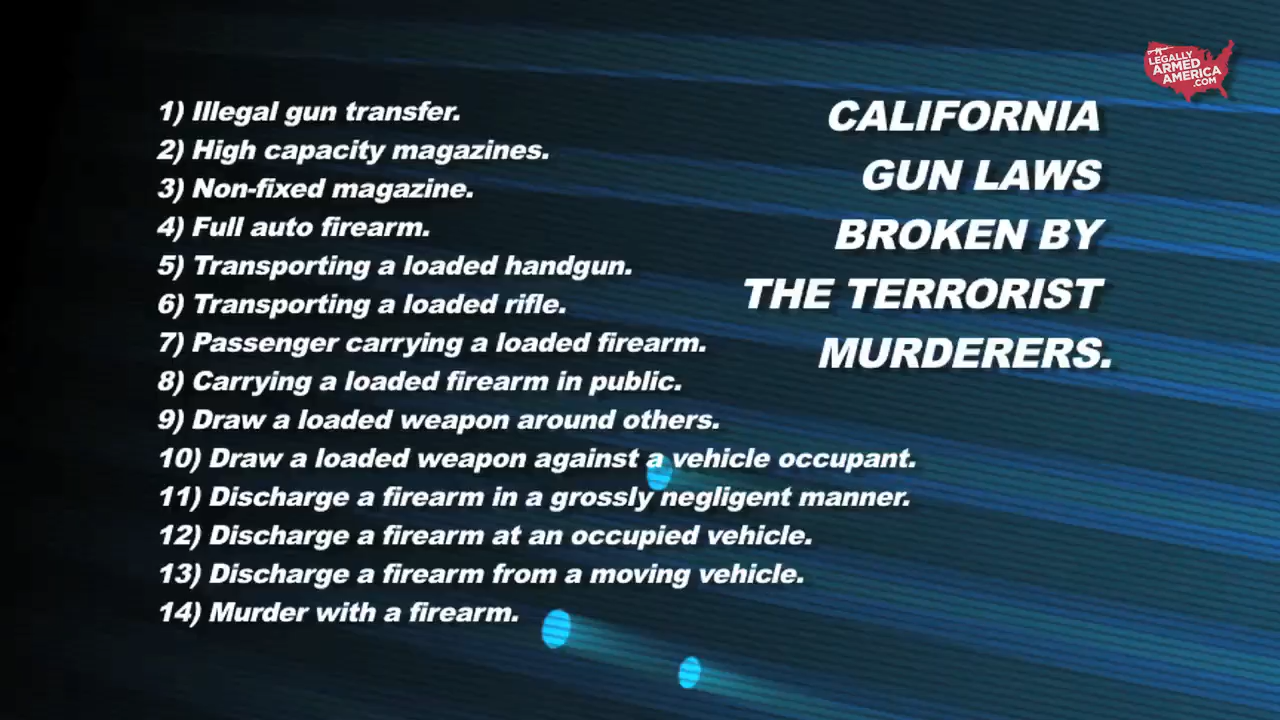 LEGALLY
ARMED
AMERICA
.COM
1) Illegal gun transfer.
2) High capacity magazines.
3) Non-fixed magazine.
4) Full auto firearm.
5) Transporting a loaded handgun.
6) Transporting a loaded rifle.
7) Passenger carrying a loaded firearm.
8) Carrying a loaded firearm in public.
9) Draw a loaded weapon around others.
10) Draw a loaded weapon against a vehicle occupant.
11) Discharge a firearm in a grossly negligent manner.
12) Discharge a firearm at an occupied vehicle.
13) Discharge a firearm from a moving vehicle.
14) Murder with a firearm.
CALIFORNIA
GUN LAWS
BROKEN BY
THE TERRORIST
MURDERERS.